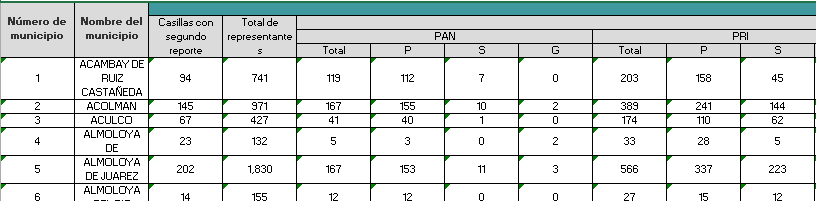 Número de municipio Nombre del municipio Casillas con segundo reporte Total de representantes PAN PRI
Total P S G Total P S
1 ACAMBAY DE RUIZ CASTAÑEDA 94 741 119 112 7 0 203 158 45
2 ACOLMAN 145 971 167 155 10 2 389 241 144
3 ACULCO 67 427 41 40 1 0 174 110 62
4 ALMOLOYA DE 23 132 5 3 0 2 33 28 5
5 ALMOLOYA DE JUAREZ 202 1,830 167 153 11 3 566 337 223
6 ALMOLOYA 14 155 12 12 0 0 27 15 12